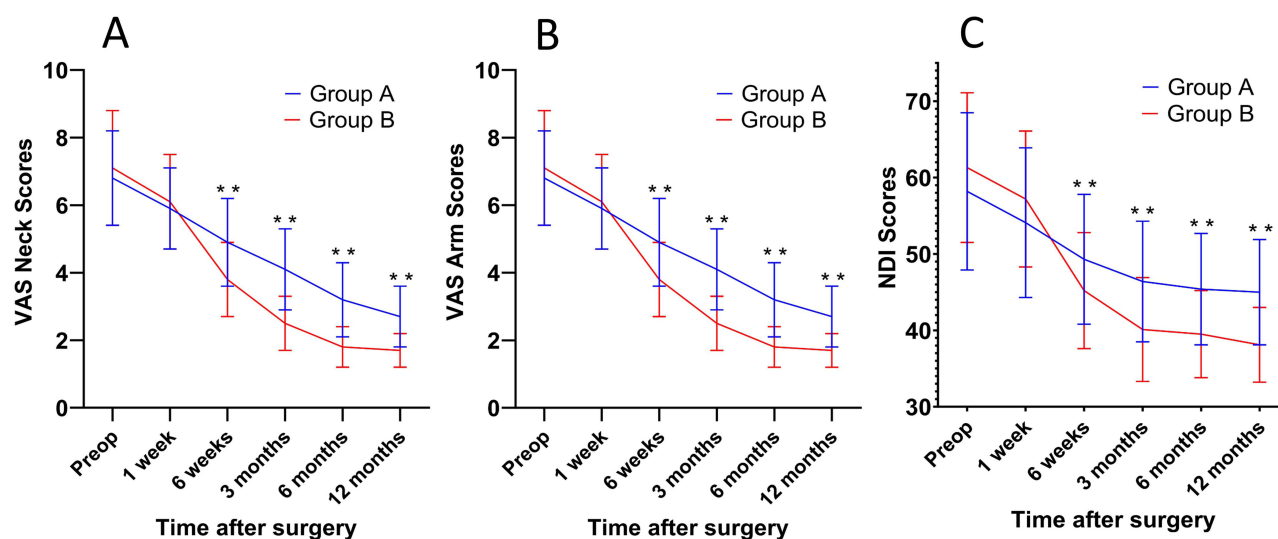 A
VAS Neck Scores
10
8
6
4
2
0
Group A
Group B
* *
* *
* *
* *
Preop
1 week
6 weeks
3 months
6 months
12 months
Time after surgery
B
VAS Arm Scores
10
8
6
4
2
0
Group A
Group B
* *
* *
* *
* *
Preop
1 week
6 weeks
3 months
6 months
12 months
Time after surgery
C
NDI Scores
70
60
50
40
30
Group A
Group B
* *
* *
* *
* *
Preop
1 week
6 weeks
3 months
6 months
12 months
Time after surgery